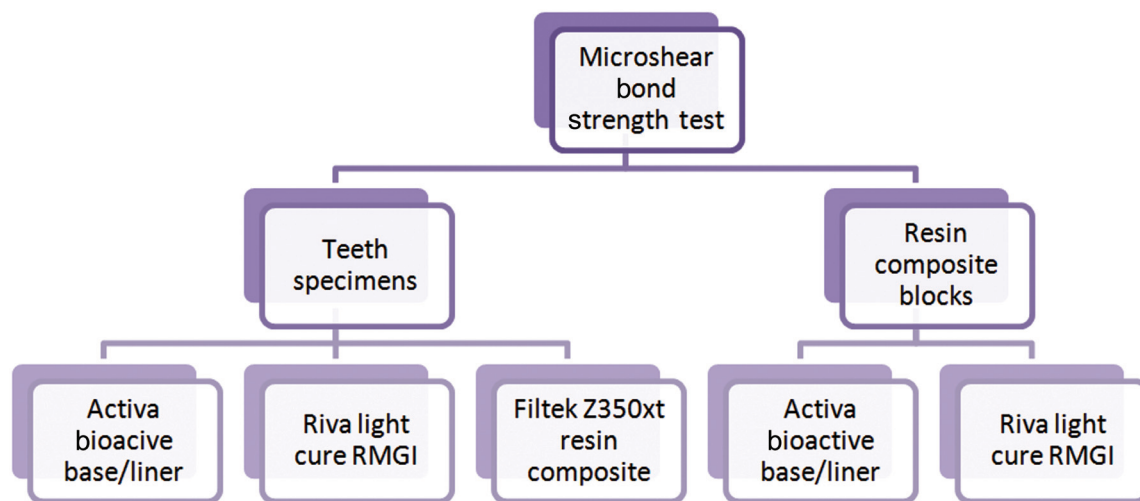 Microshear
bond
strength test
Teeth
specimens
Resin
composite
blocks
Activa
bioacive
base/liner
Riva light
cure RMGI
Filtek Z350xt
resin
composite
Activa
bioactive
base/liner
Riva light
cure RMGI